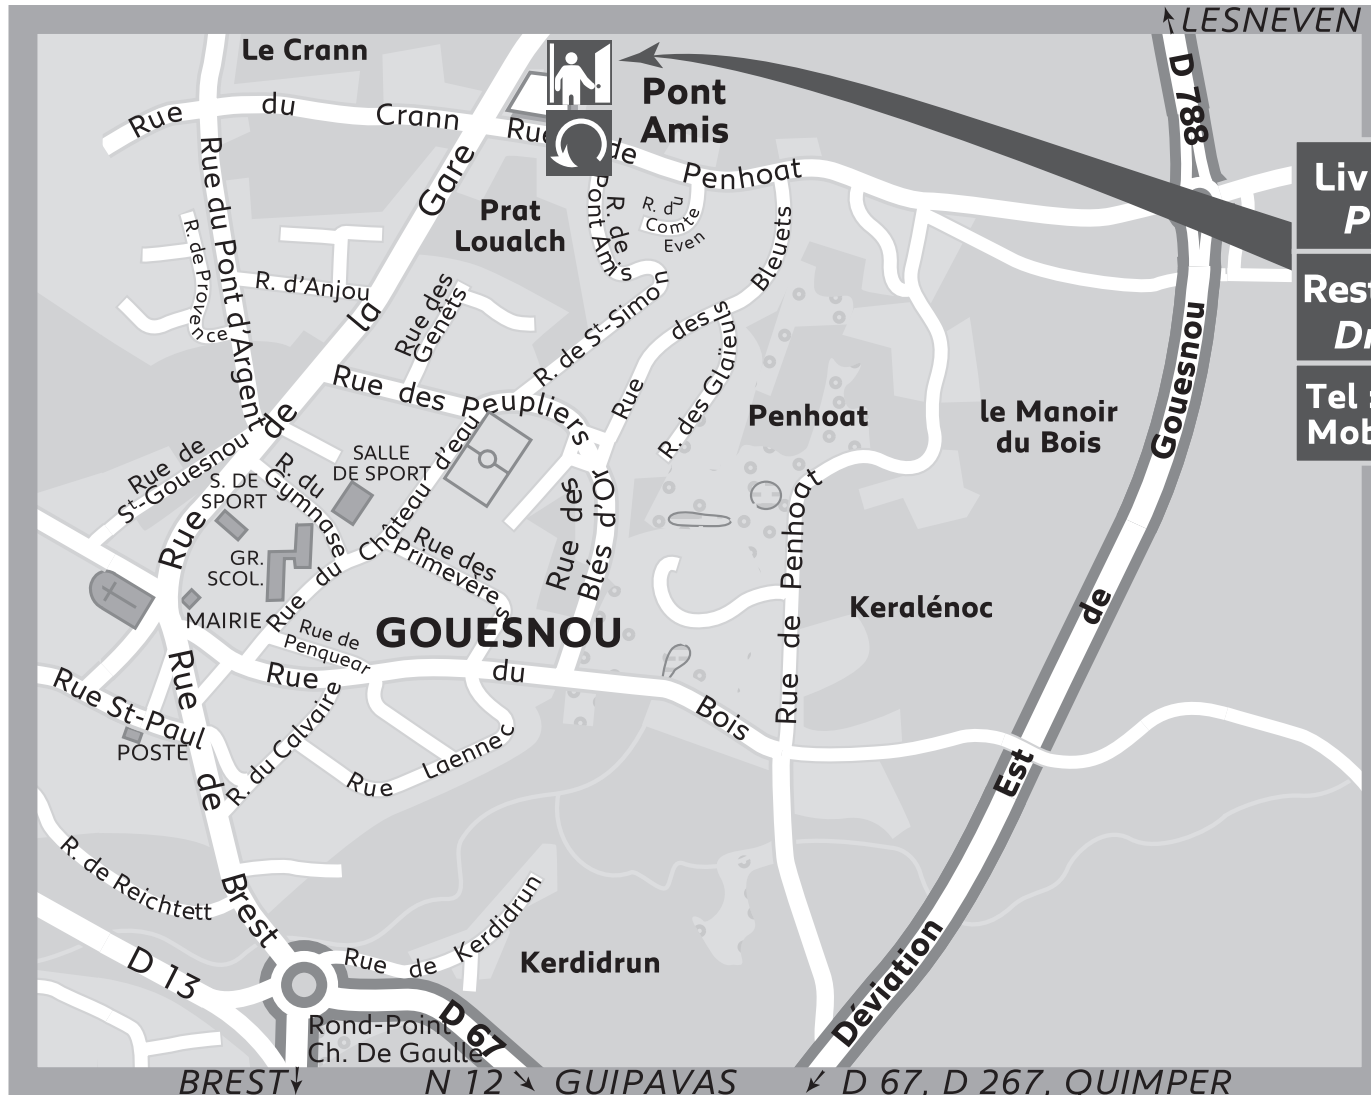 LESNEVEN
Le Crann
D 788
Pont
Amis
Rue du Crann
Rue de Penhoat
Liv
P
Rest
Tel :
Mob
Rue du Pont d'Argent
R. de Provence
R. d'Anjou
Prat
Loualch
R. de
Pont Amis
R. du
Comte
Even
Rue des Bleuets
Rue des
Genêts
R. de St-Simon
R. des Glaïeuls
Rue des Peupliers
Rue de la Gare
Penhoat
le Manoir
du Bois
Déviation Est de Gouesnou
Rue de
St-Gouesnou
SALLE
DE SPORT
S. DE
SPORT
R. du
Gymnase
Rue du Château d'eau
Rue des
Blés d'Or
Rue des
Primevères
GR.
SCOL.
MAIRIE
Rue de Penhoat
Keralénoc
GOUESNOU
Rue de
Penquear
Rue du Bois
Rue St-Paul
POSTE
R. du Calvaire
Rue Laennec
Rue de Brest
R. de Reichtett
Rue de Kerdidrun
Kerdidrun
D 13
D 67
Rond-Point
Ch. De Gaulle
BREST
N 12
GUIPAVAS
D 67, D 267, QUIMPER